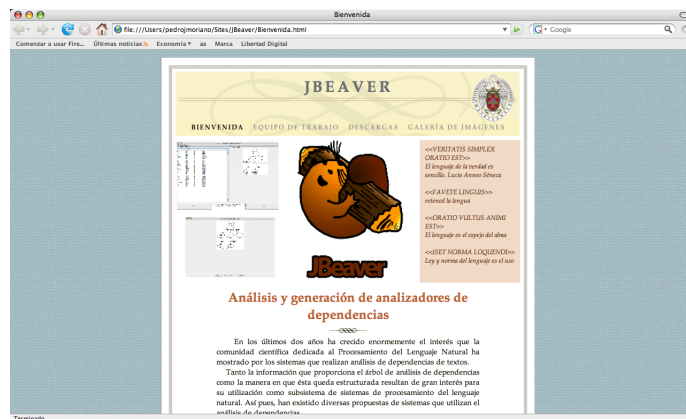 Bienvenida
file:///Users/pedrojmoriano/Sites/JBeaver/Bienvenida.html
Google
Comenzar a usar Fire... Últimas noticias Economía as Marca Libertad Digital
JBEAVER
BIENVENIDA EQUIPO DE TRABAJO DESCARGAS GALERÍA DE IMÁGENES
<<VERITATIS SIMPLEX
ORATIO EST>>
El lenguaje de la verdad es
sencillo. Lucio Anneo Séneca
<<FAVETE LINGUIS>>
retened la lengua
<<ORATIO VULTUS ANIMI
EST>>
El lenguaje es el espejo del alma
<<ISET NORMA LOQUENDI>>
Ley y norma del lenguaje es el uso
JBeaver
Análisis y generación de analizadores de
dependencias
En los últimos dos años ha crecido enormemente el interés que la
comunidad científica dedicada al Procesamiento del Lenguaje Natural ha
mostrado por los sistemas que realizan análisis de dependencias de textos.
Tanto la información que proporciona el árbol de análisis de dependencias
como la manera en que ésta queda estructurada resultan de gran interés para
su utilización como subsistema de sistemas de procesamiento del lenguaje
natural. Así pues, han existido diversas propuestas de sistemas que utilizan el
análisis de dependencias
Terminado